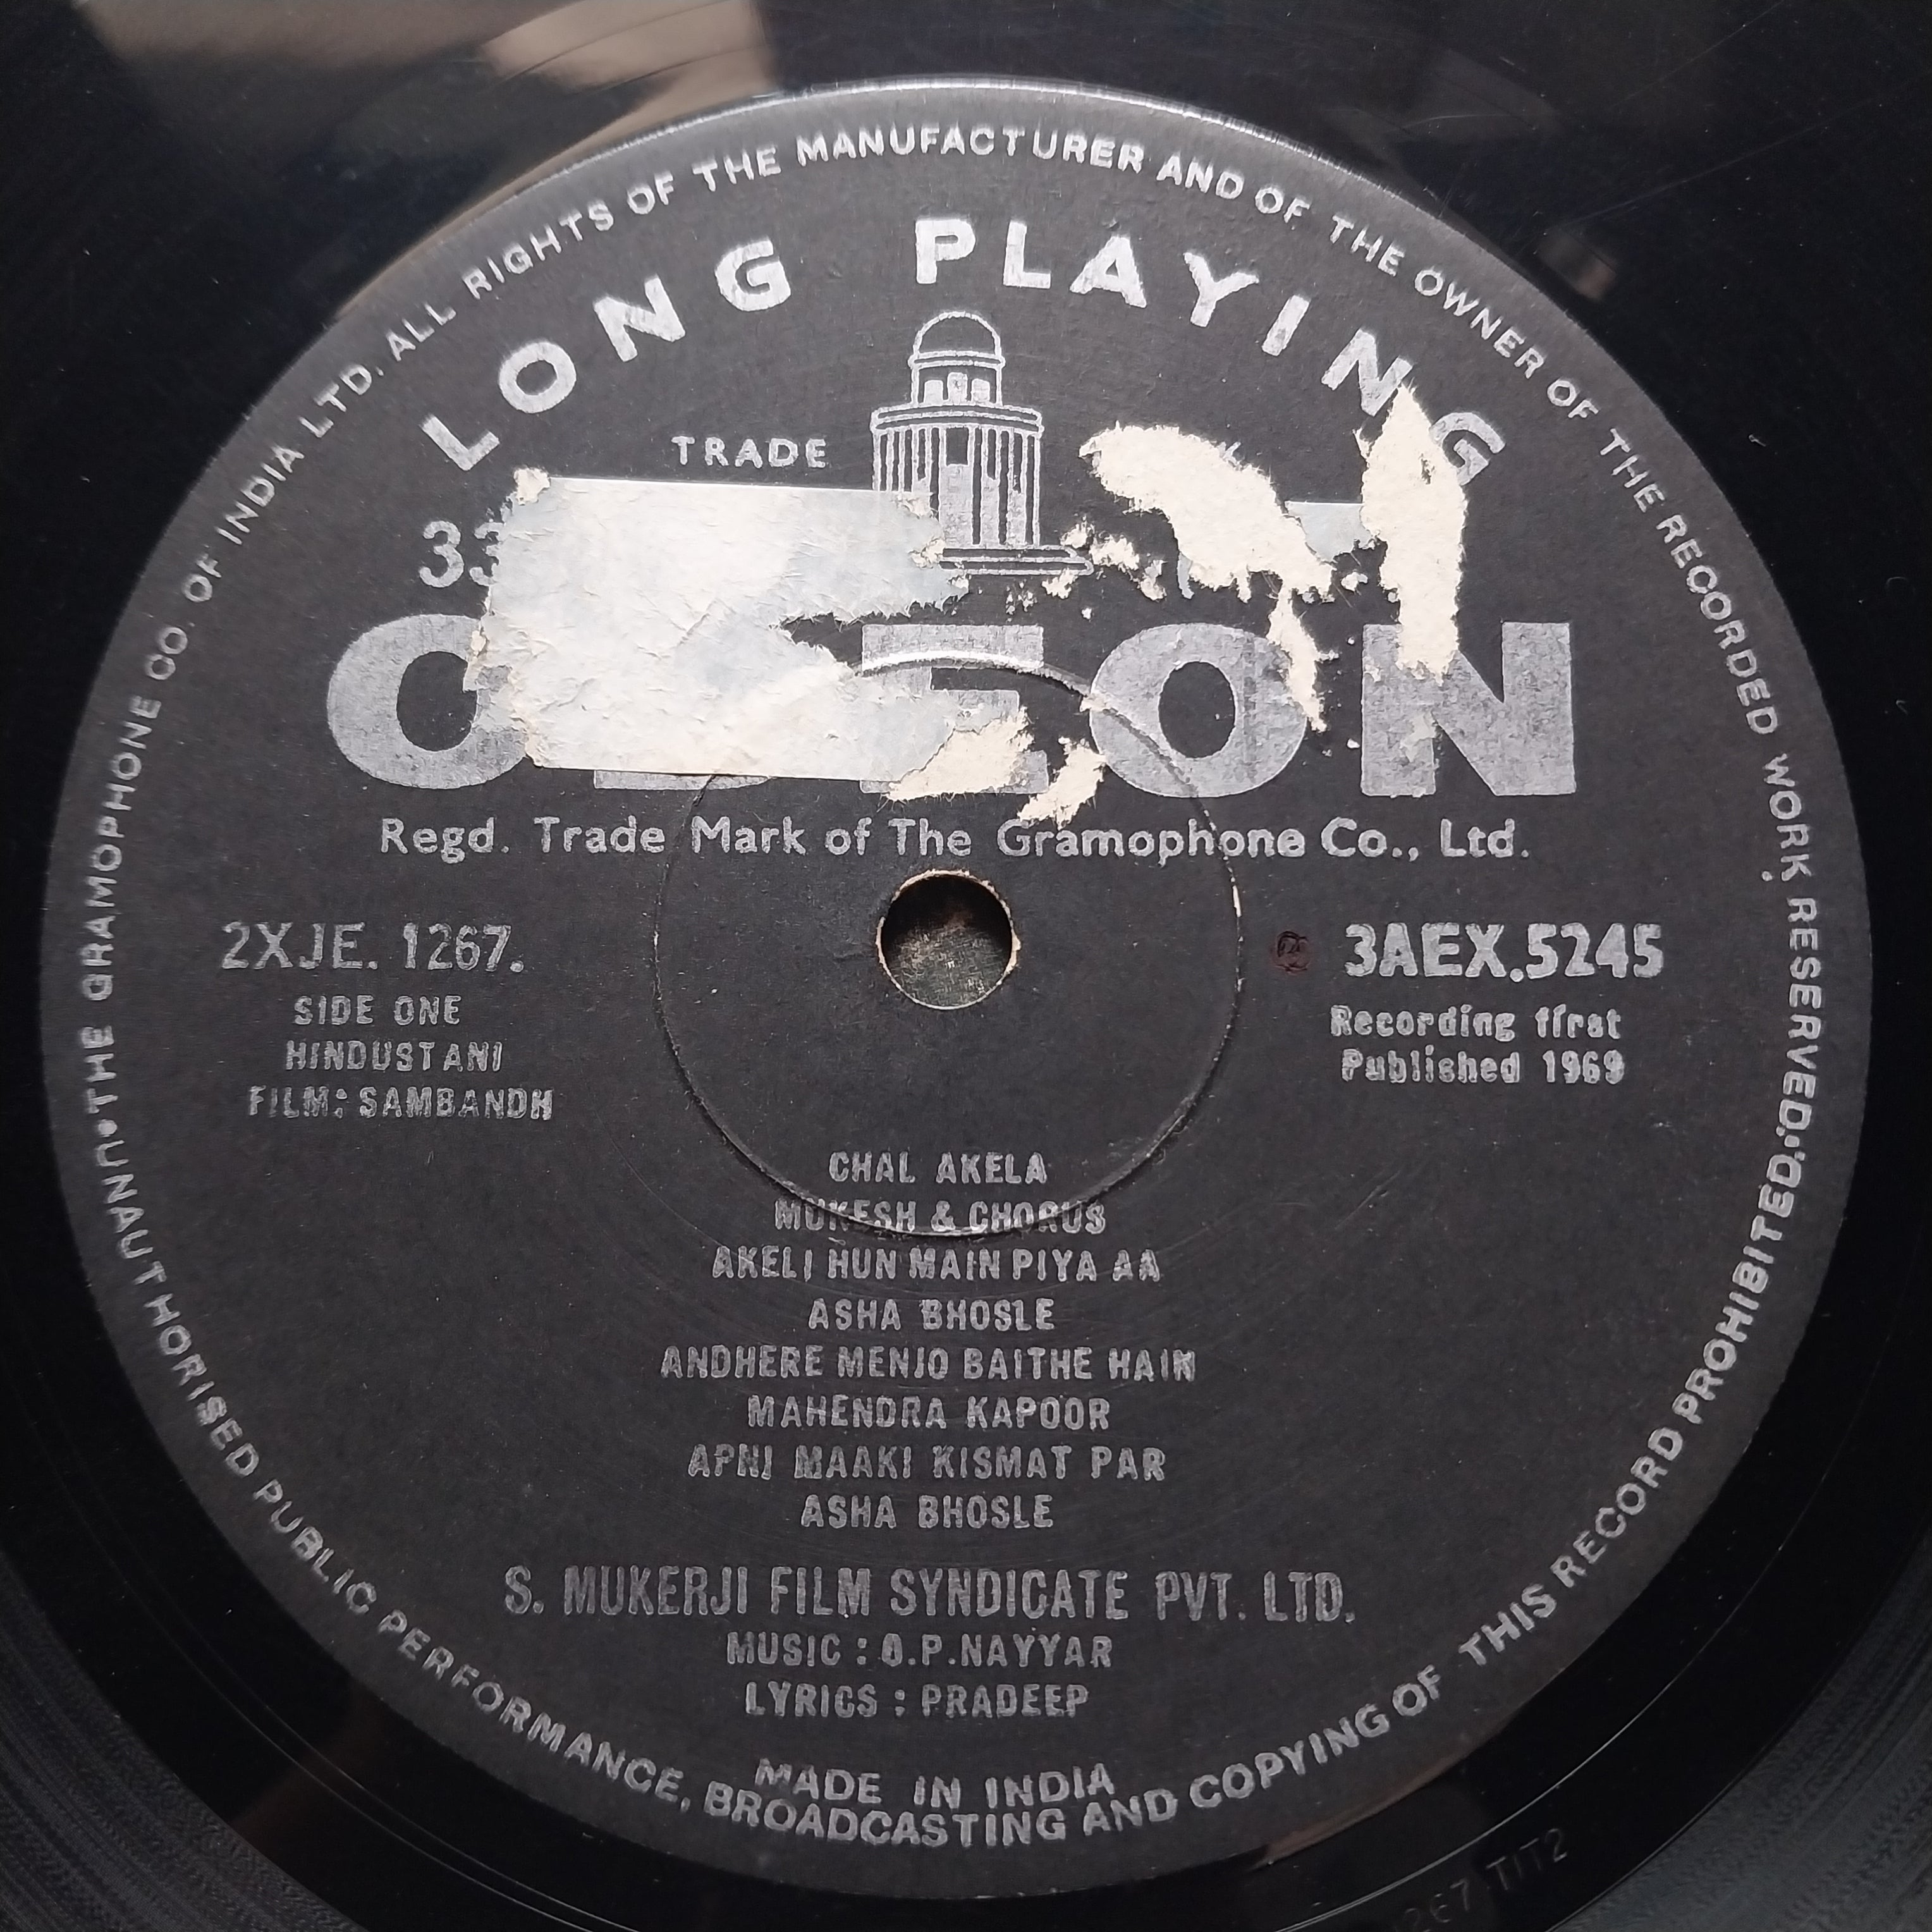 THE GRAMOPHONE CO. OF INDIA LTD. ALL RIGHTS OF THE MANUFACTURER AND OF THE OWNER OF THE RECORDED WORK RESERVED.
UNAUTHORISED PUBLIC PERFORMANCE, BROADCASTING AND COPYING OF THIS RECORD PROHIBITED.
LONG PLAYING
TRADE
33
ODEON
Regd. Trade Mark of The Gramophone Co., Ltd.
2XJE. 1267.
3AEX.5245
SIDE ONE
Recording ffrst
HINDUSTANI
Published 1969
FILM: SAMBANDH
CHAL AKELA
MUKESH & CHORUS
AKELI HUN MAIN PIYA AA
ASHA BHOSLE
ANDHERE MENJO BAITHE HAIN
MAHENDRA KAPOOR
APNI MAAKI KISMAT PAR
ASHA BHOSLE
S. MUKERJI FILM SYNDICATE PVT. LTD.
MUSIC : O.P.NAYYAR
LYRICS : PRADEEP
MADE IN INDIA
267 T1T2